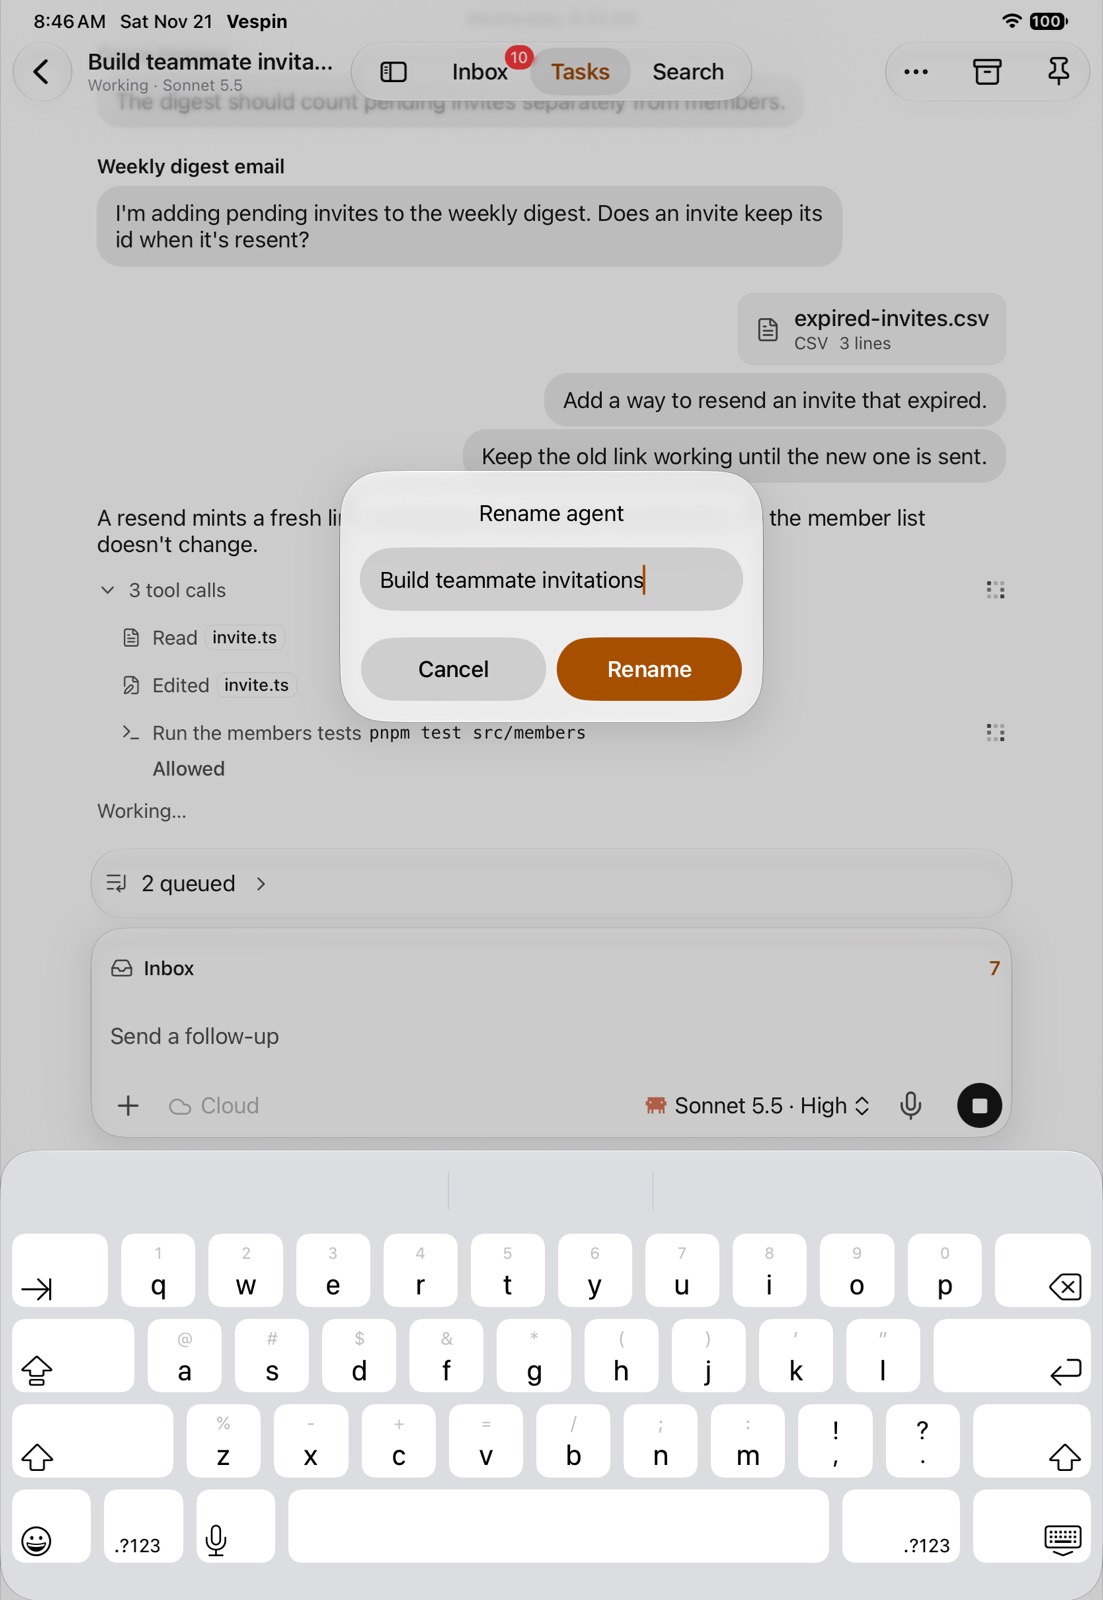 8:46 AM Sat Nov 21 Vespin
100
Build teammate invita...
Working · Sonnet 5.5
Inbox
10
Tasks
Search
The digest should count pending invites separately from members.
Weekly digest email
I'm adding pending invites to the weekly digest. Does an invite keep its
id when it's resent?
expired-invites.csv
CSV 3 lines
Add a way to resend an invite that expired.
Keep the old link working until the new one is sent.
A resend mints a fresh
the member list
doesn't change.
Rename agent
Build teammate invitations
Cancel
Rename
3 tool calls
Read invite.ts
Edited invite.ts
Run the members tests pnpm test src/members
Allowed
Working...
2 queued
Inbox
7
Send a follow-up
Cloud
Sonnet 5.5 · High
1 2 3 4 5 6 7 8 9 0
q w e r t y u i o p
@ # $ & * ( ) ' "
a s d f g h j k l
% - + = / ; : ! ?
z x c v b n m , .
.?123
.?123